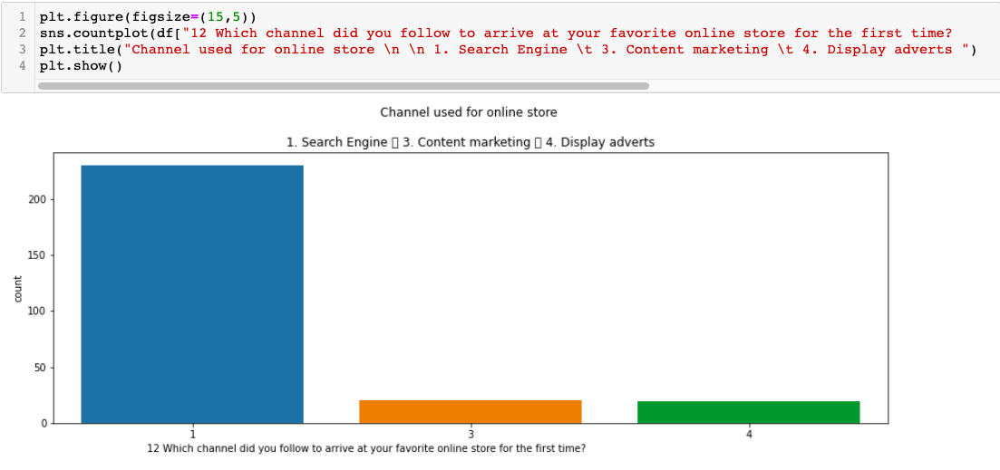 1 plt.figure(figsize=(15,5))
2 sns.countplot(df["12 Which channel did you follow to arrive at your favorite online store for the first time?
3 plt.title("Channel used for online store \n \n 1. Search Engine \t 3. Content marketing \t 4. Display adverts ")
4 plt.show()
Channel used for online store
1. Search Engine ▯ 3. Content marketing ▯ 4. Display adverts
200
150
100
50
0
count
1 3 4
12 Which channel did you follow to arrive at your favorite online store for the first time?